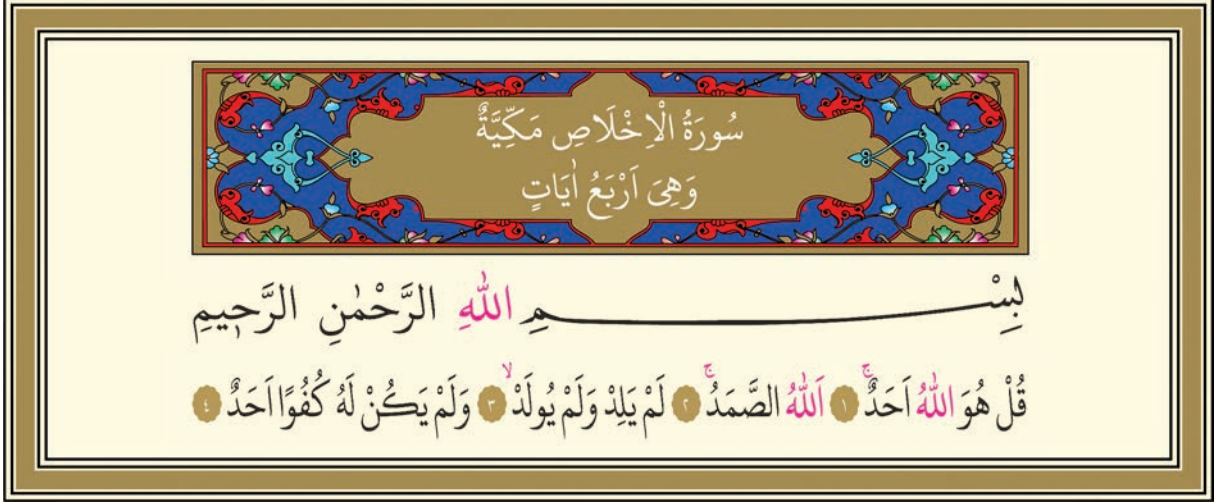 سُورَةُ الْاِخْلَاصِ مَكِّيَّةٌ
وَهِىَ اَرْبَعُ اٰيَاتٍ
بِسْمِ اللّٰهِ الرَّحْمٰنِ الرَّحٖيمِ
قُلْ هُوَ اللّٰهُ اَحَدٌۚ ١ اَللّٰهُ الصَّمَدُۚ ٢ لَمْ يَلِدْ وَلَمْ يُولَدْۙ ٣ وَلَمْ يَكُنْ لَهُ كُفُوًا اَحَدٌ ٤